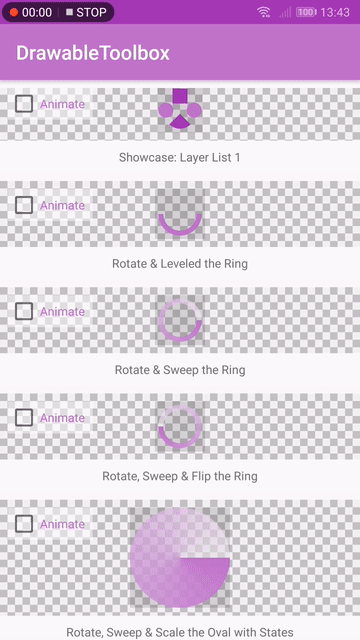 00:00 STOP 100 13:43
DrawableToolbox
Animate
Showcase: Layer List 1
Animate
Rotate & Leveled the Ring
Animate
Rotate & Sweep the Ring
Animate
Rotate, Sweep & Flip the Ring
Animate
Rotate, Sweep & Scale the Oval with States